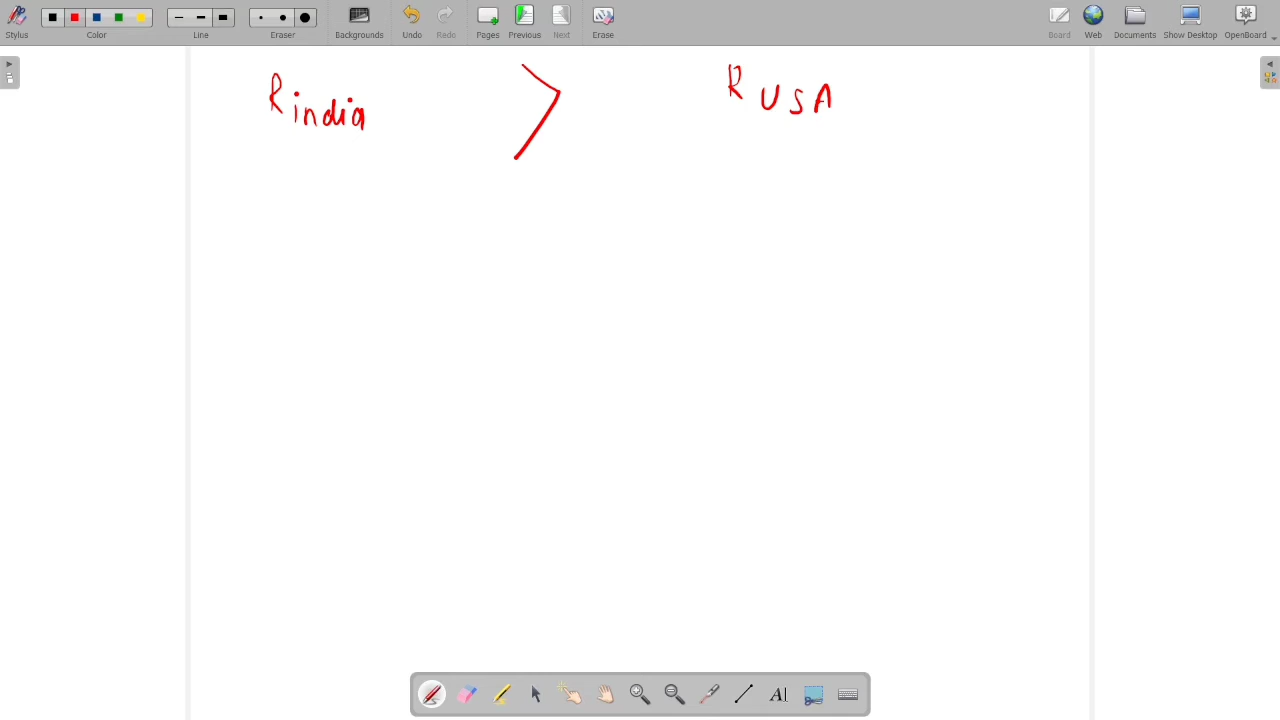 Stylus Color Line Eraser Backgrounds Undo Redo Pages Previous Next Erase Board Web Documents Show Desktop OpenBoard
R india > R USA
AI